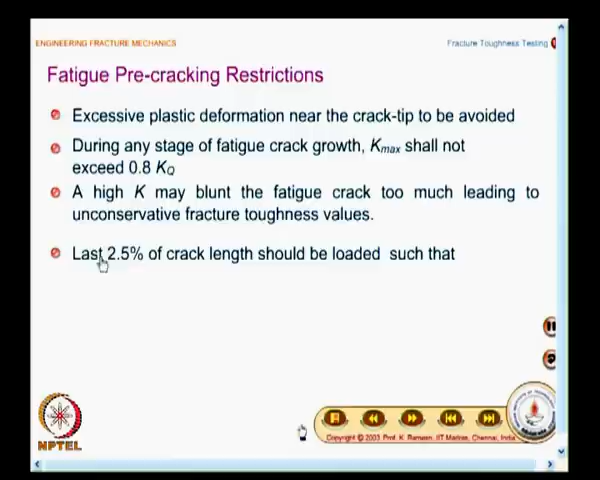 ENGINEERING FRACTURE MECHANICS
Fracture Toughness Testing
Fatigue Pre-cracking Restrictions
Excessive plastic deformation near the crack-tip to be avoided
During any stage of fatigue crack growth, Kmax shall not
exceed 0.8 KQ
A high K may blunt the fatigue crack too much leading to
unconservative fracture toughness values.
Last 2.5% of crack length should be loaded such that
NPTEL
Copyright © 2003 Prof. K. Ramesh, IIT Madras, Chennai, India